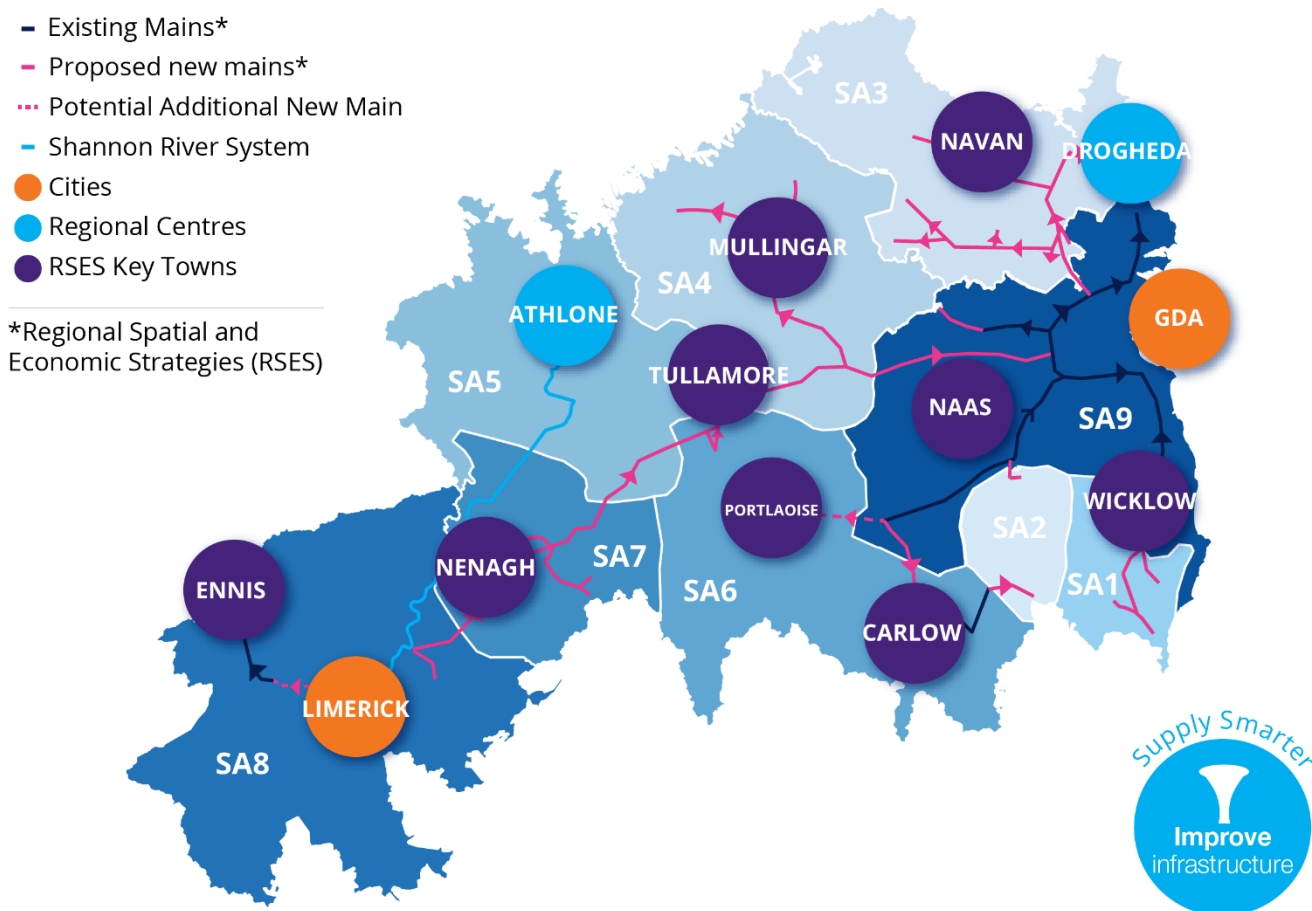 Existing Mains*
Proposed new mains*
Potential Additional New Main
Shannon River System
Cities
Regional Centres
RSES Key Towns
*Regional Spatial and
Economic Strategies (RSES)
SA3
NAVAN
DROGHEDA
MULLINGAR
SA4
ATHLONE
GDA
TULLAMORE
SA5
NAAS
SA9
PORTLAOISE
WICKLOW
SA2
NENAGH
SA7
SA6
SA1
ENNIS
CARLOW
LIMERICK
SA8
Supply Smarter
Improve
infrastructure